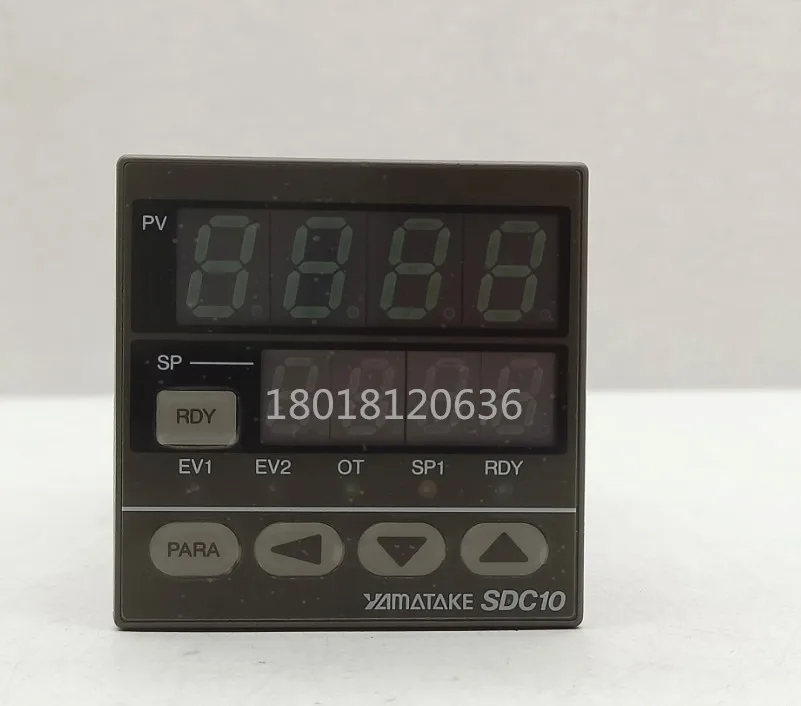 PV
SP
RDY
18018120636
EV1 EV2 OT SP1 RDY
PARA
YAMATAKE SDC10